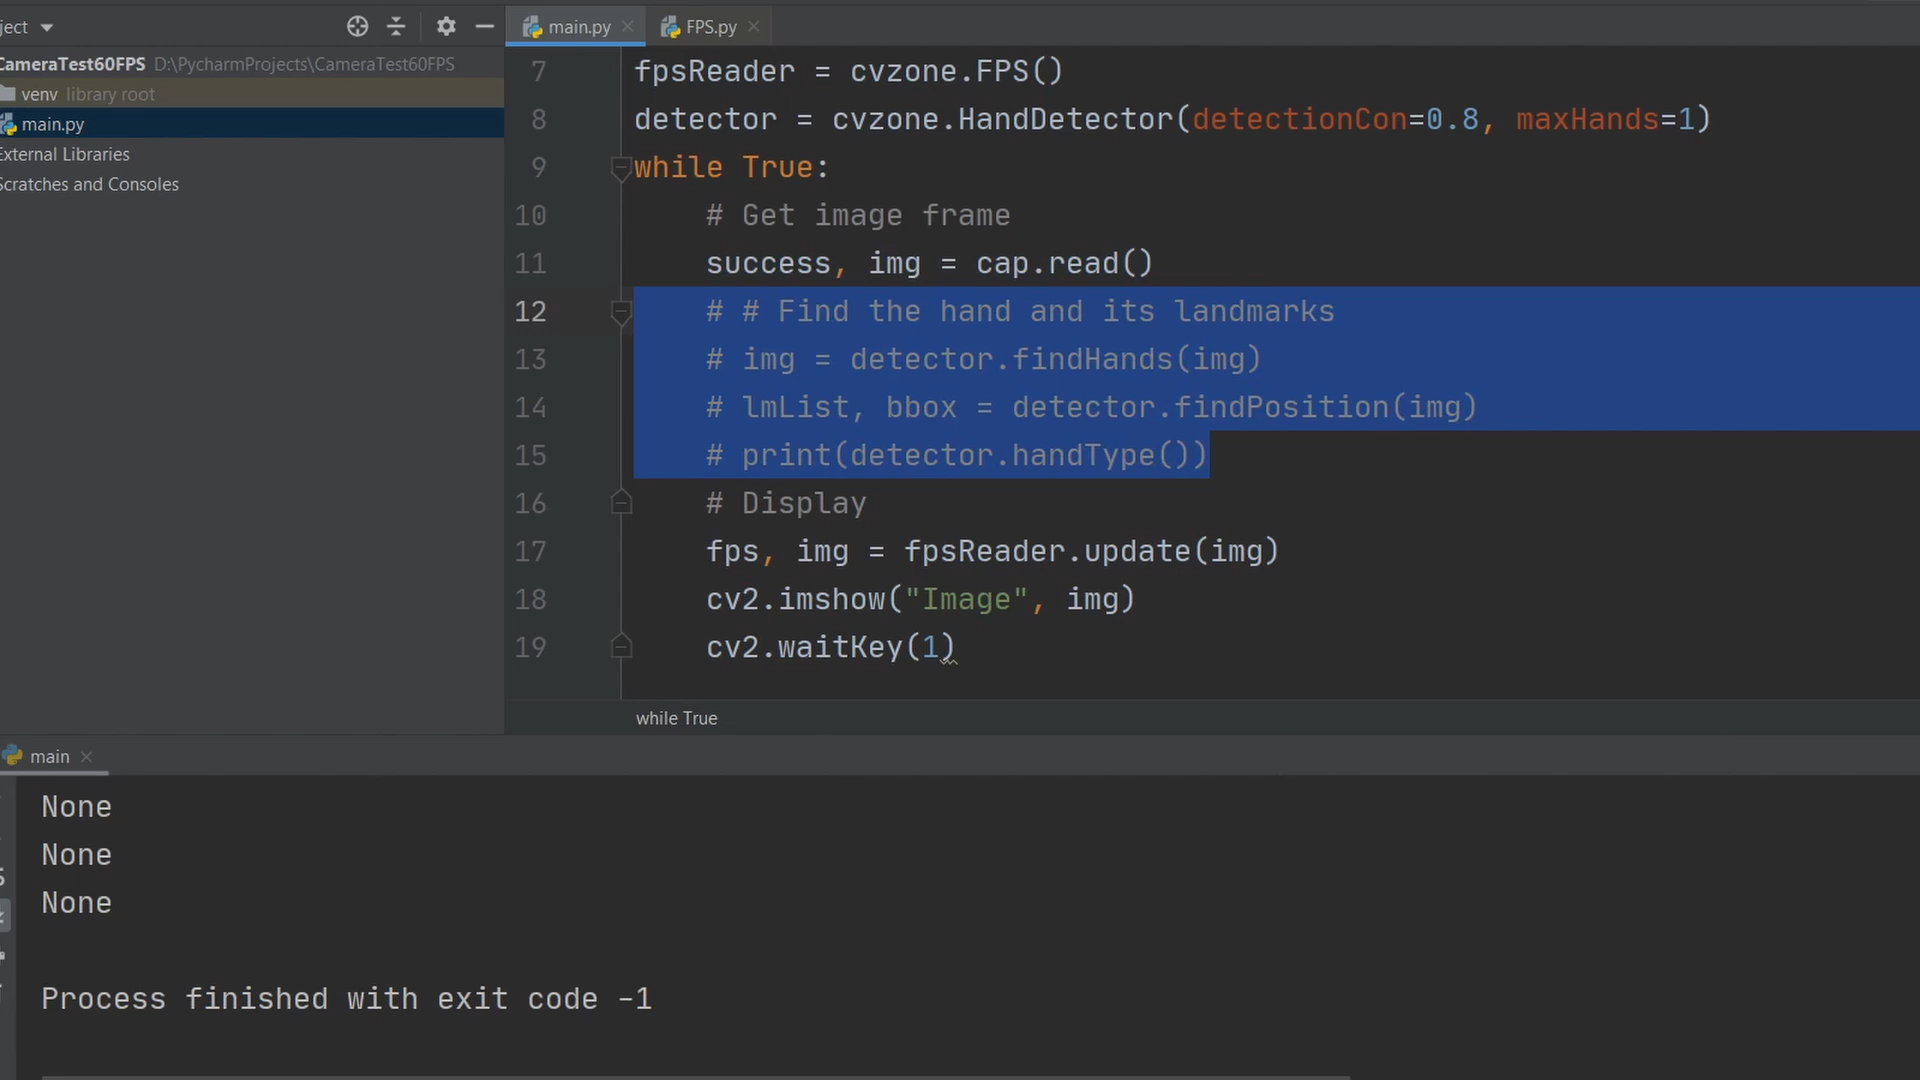 ject
main.py
FPS.py
CameraTest60FPS D:\PycharmProjects\CameraTest60FPS
venv library root
main.py
External Libraries
Scratches and Consoles
7 fpsReader = cvzone.FPS()
8 detector = cvzone.HandDetector(detectionCon=0.8, maxHands=1)
9 while True:
10 # Get image frame
11 success, img = cap.read()
12 # # Find the hand and its landmarks
13 # img = detector.findHands(img)
14 # lmList, bbox = detector.findPosition(img)
15 # print(detector.handType())
16 # Display
17 fps, img = fpsReader.update(img)
18 cv2.imshow("Image", img)
19 cv2.waitKey(1)
while True
main
None
None
None
Process finished with exit code -1